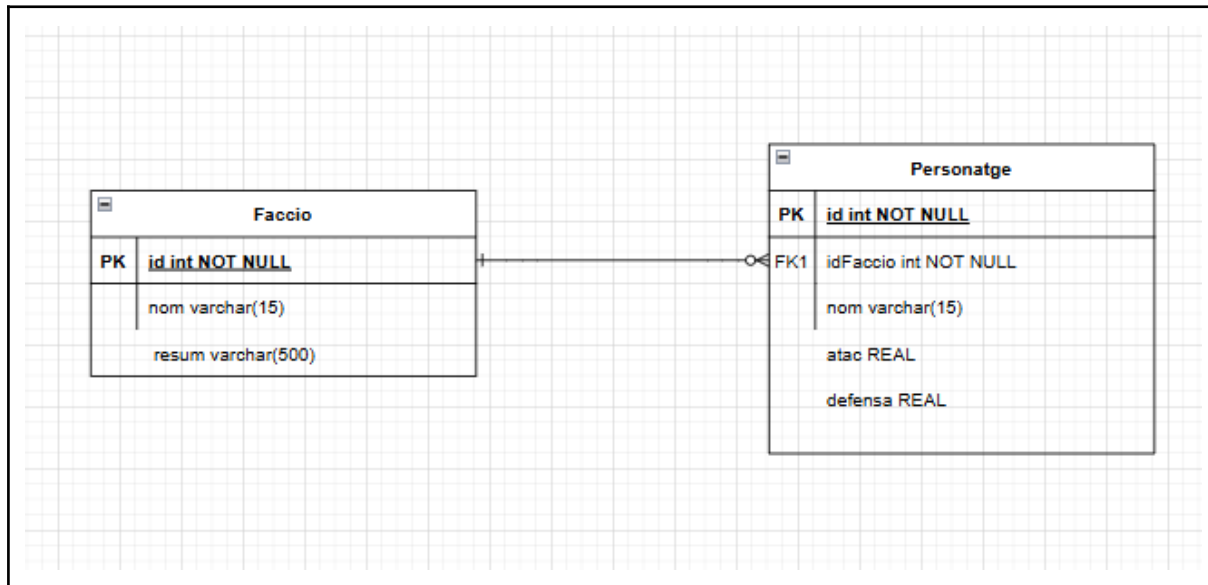 Faccio
PK id int NOT NULL
nom varchar(15)
resum varchar(500)
Personatge
PK id int NOT NULL
FK1 idFaccio int NOT NULL
nom varchar(15)
atac REAL
defensa REAL